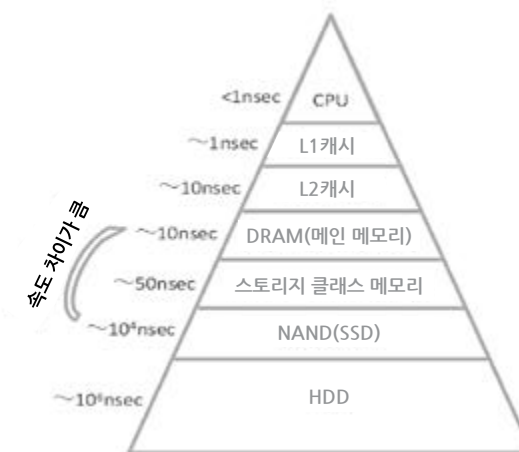 <1nsec CPU
~1nsec L1캐시
~10nsec L2캐시
~10nsec DRAM(메인 메모리)
속도 차이가 큼
~50nsec 스토리지 클래스 메모리
~10⁴nsec NAND(SSD)
~10⁶nsec HDD